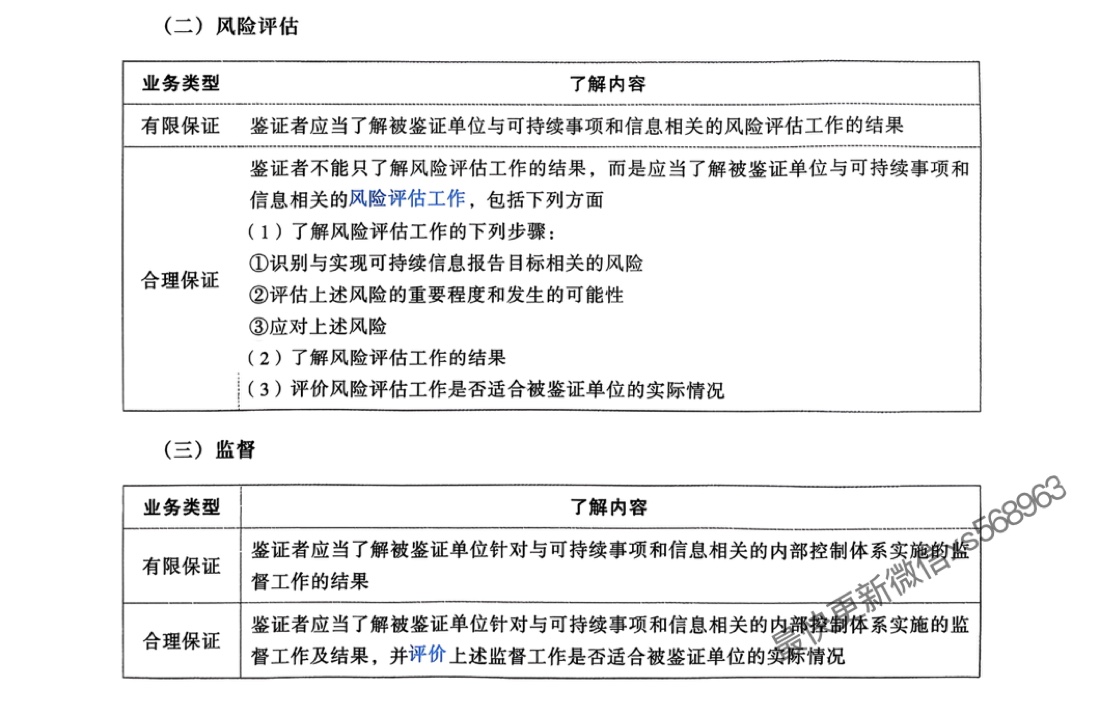 （二）风险评估
业务类型 了解内容
有限保证 鉴证者应当了解被鉴证单位与可持续事项和信息相关的风险评估工作的结果
鉴证者不能只了解风险评估工作的结果，而是应当了解被鉴证单位与可持续事项和
信息相关的风险评估工作，包括下列方面
（1）了解风险评估工作的下列步骤：
①识别与实现可持续信息报告目标相关的风险
合理保证
②评估上述风险的重要程度和发生的可能性
③应对上述风险
（2）了解风险评估工作的结果
（3）评价风险评估工作是否适合被鉴证单位的实际情况
（三）监督
业务类型 了解内容
有限保证
鉴证者应当了解被鉴证单位针对与可持续事项和信息相关的内部控制体系实施的监
督工作的结果
合理保证
鉴证者应当了解被鉴证单位针对与可持续事项和信息相关的内部控制体系实施的监
督工作及结果，并评价上述监督工作是否适合被鉴证单位的实际情况
最快更新微信xs568963